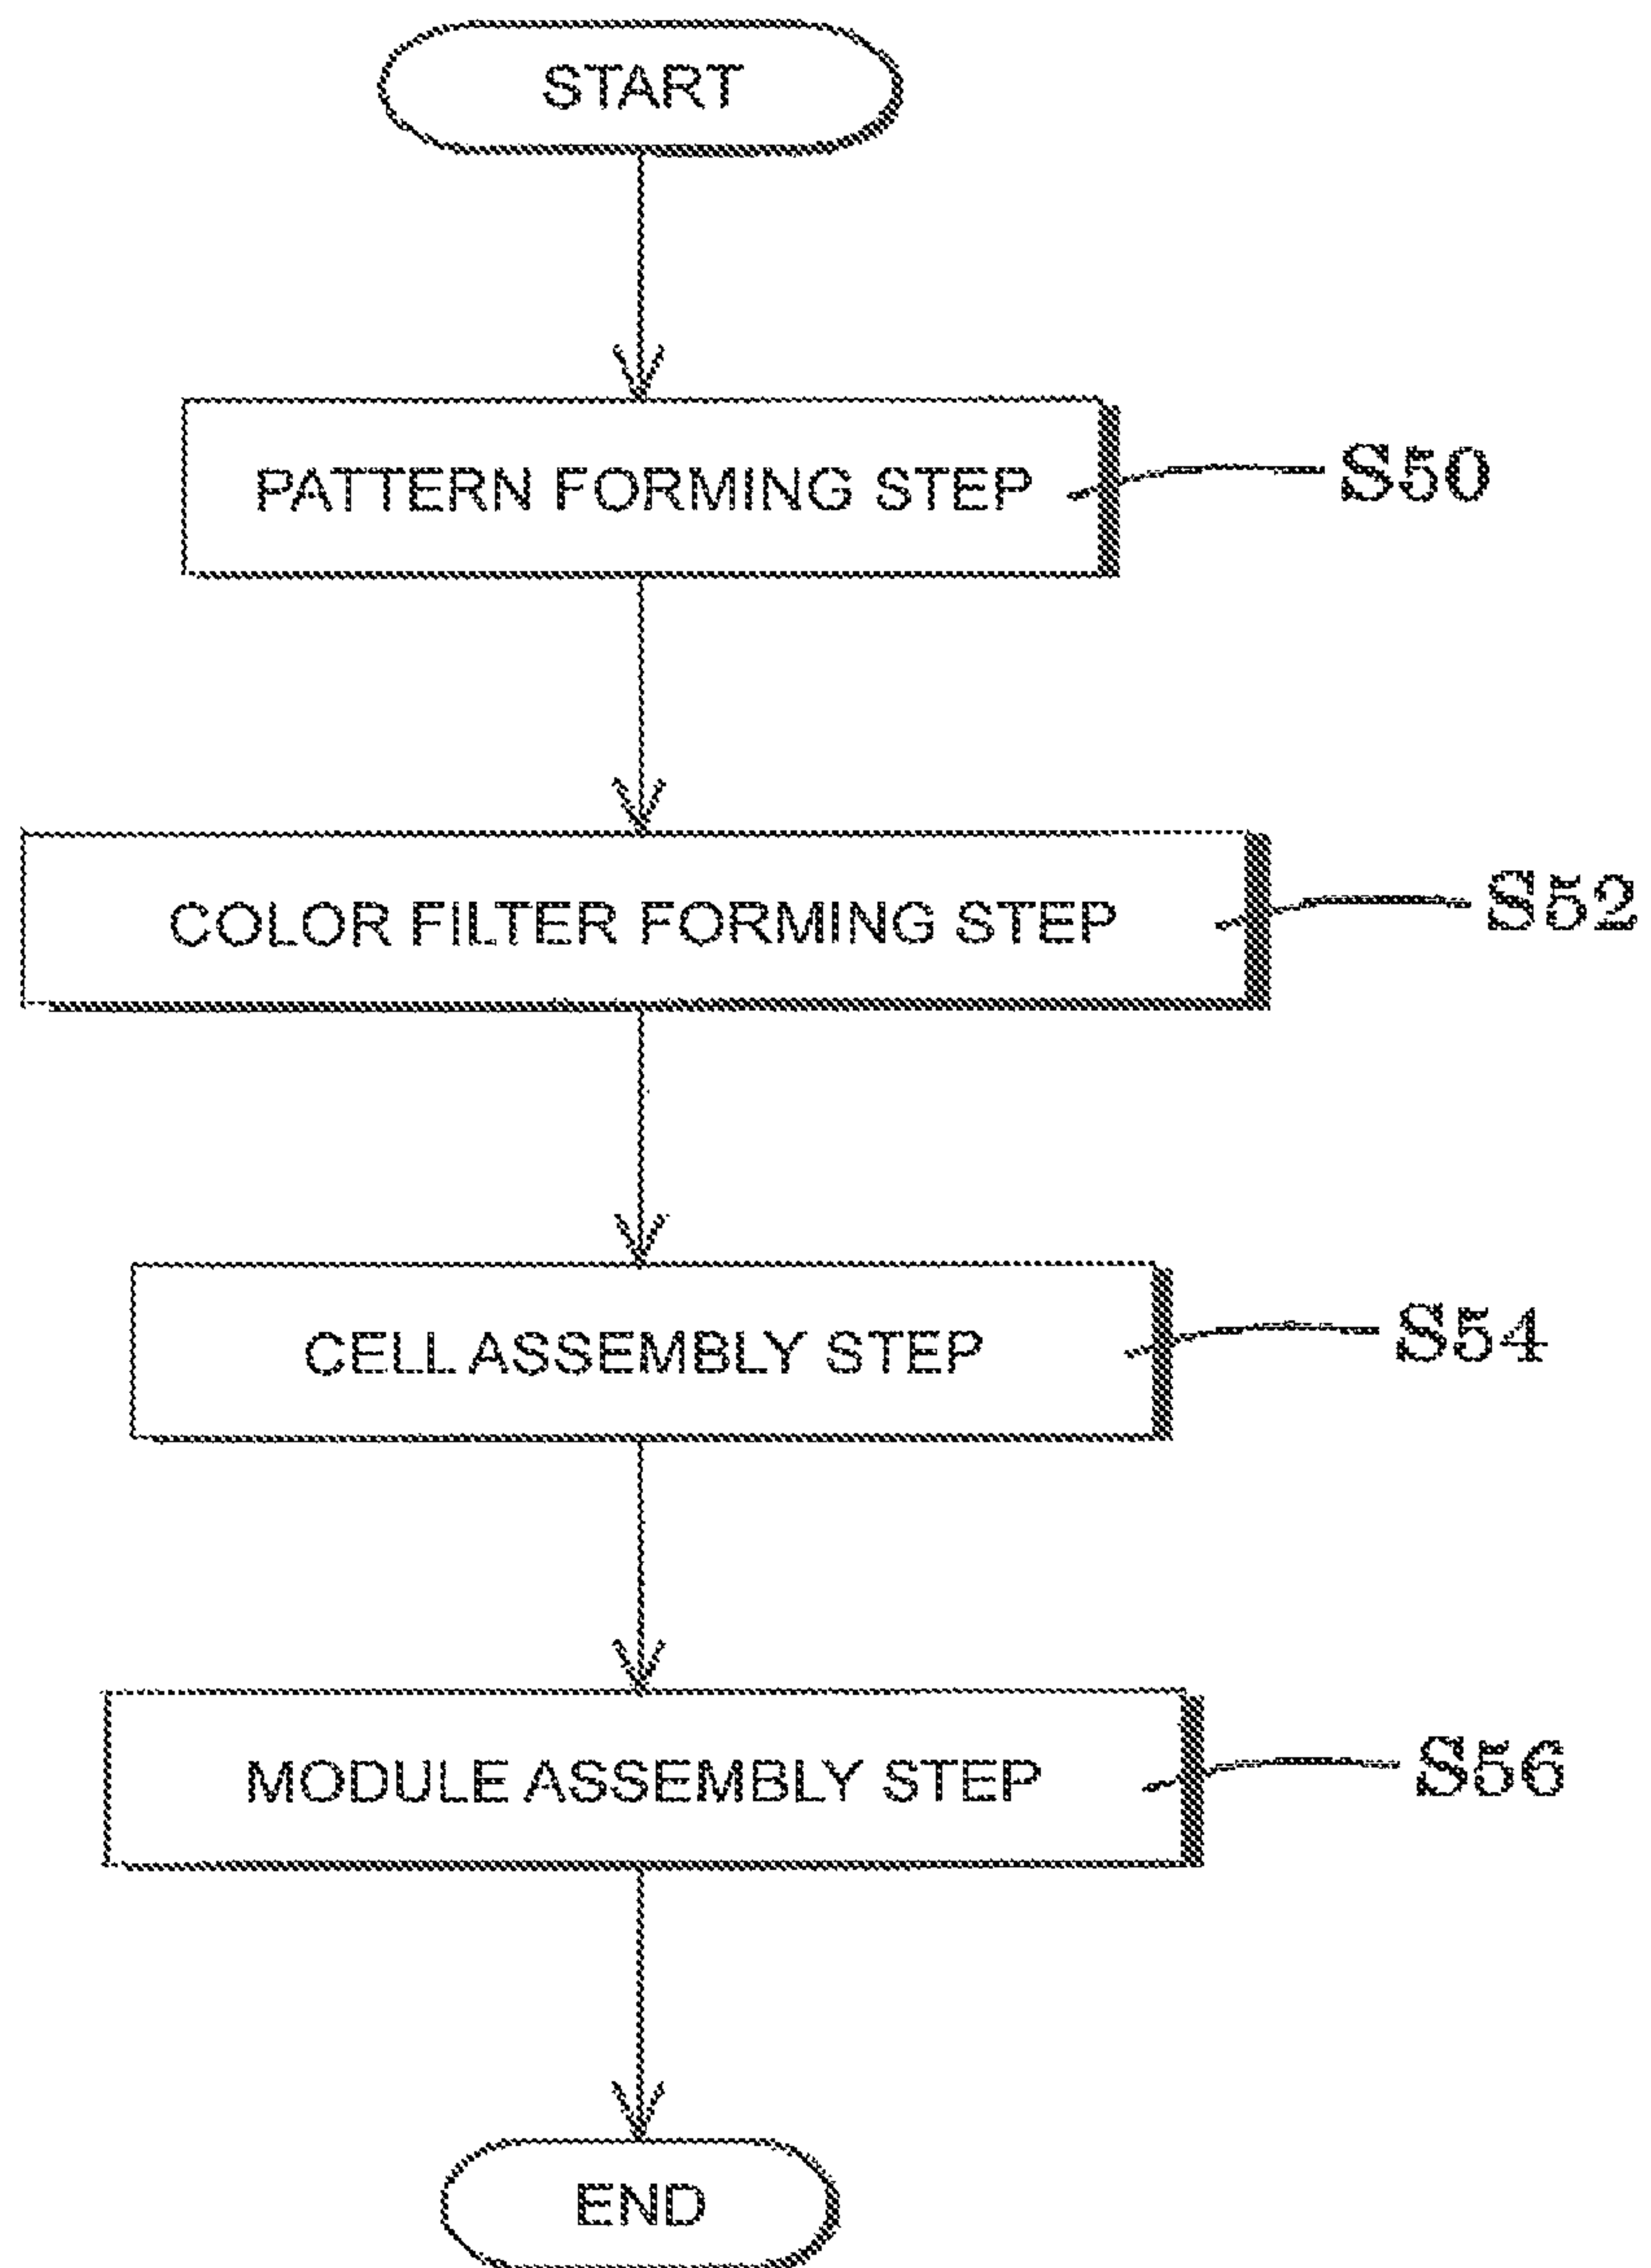 START
PATTERN FORMING STEP
S50
COLOR FILTER FORMING STEP
S52
CELL ASSEMBLY STEP
S54
MODULE ASSEMBLY STEP
S56
END